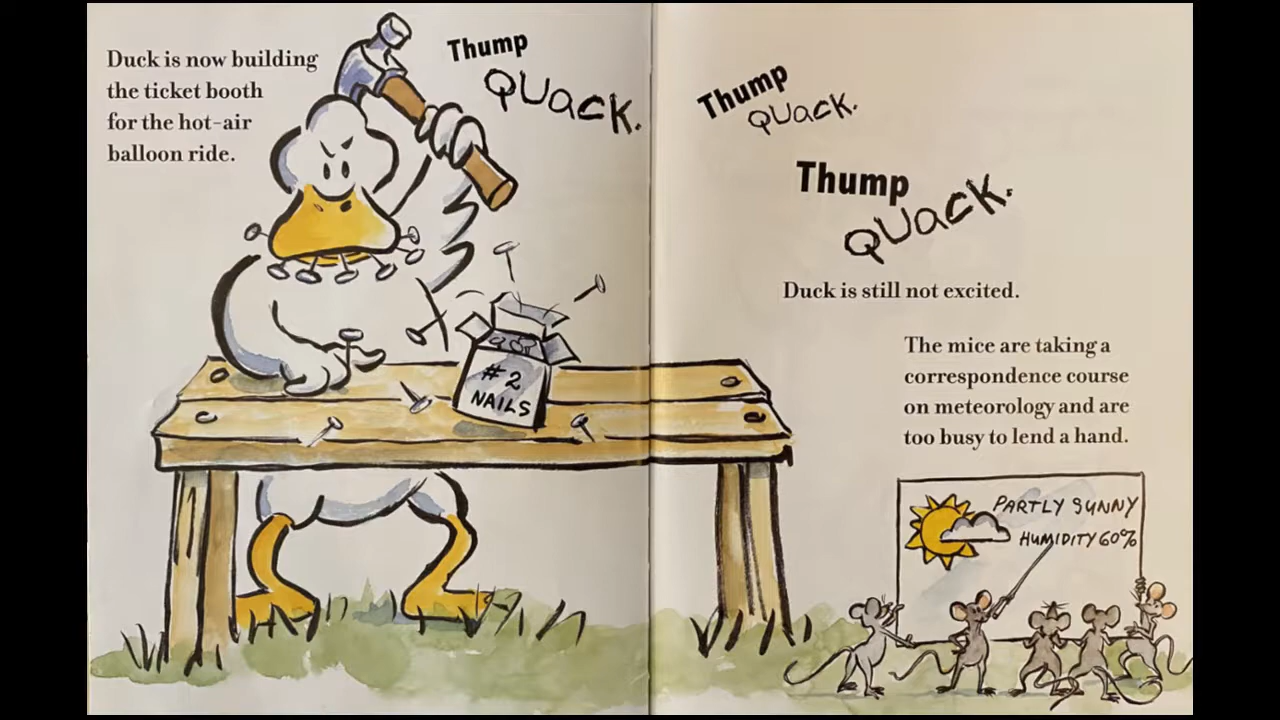 Duck is now building
the ticket booth
for the hot-air
balloon ride.
Thump
QUacK.
#2
NAILS
Thump
QUacK.
Thump
QUacK.
Duck is still not excited.
The mice are taking a
correspondence course
on meteorology and are
too busy to lend a hand.
PARTLY SUNNY
HUMIDITY 60%